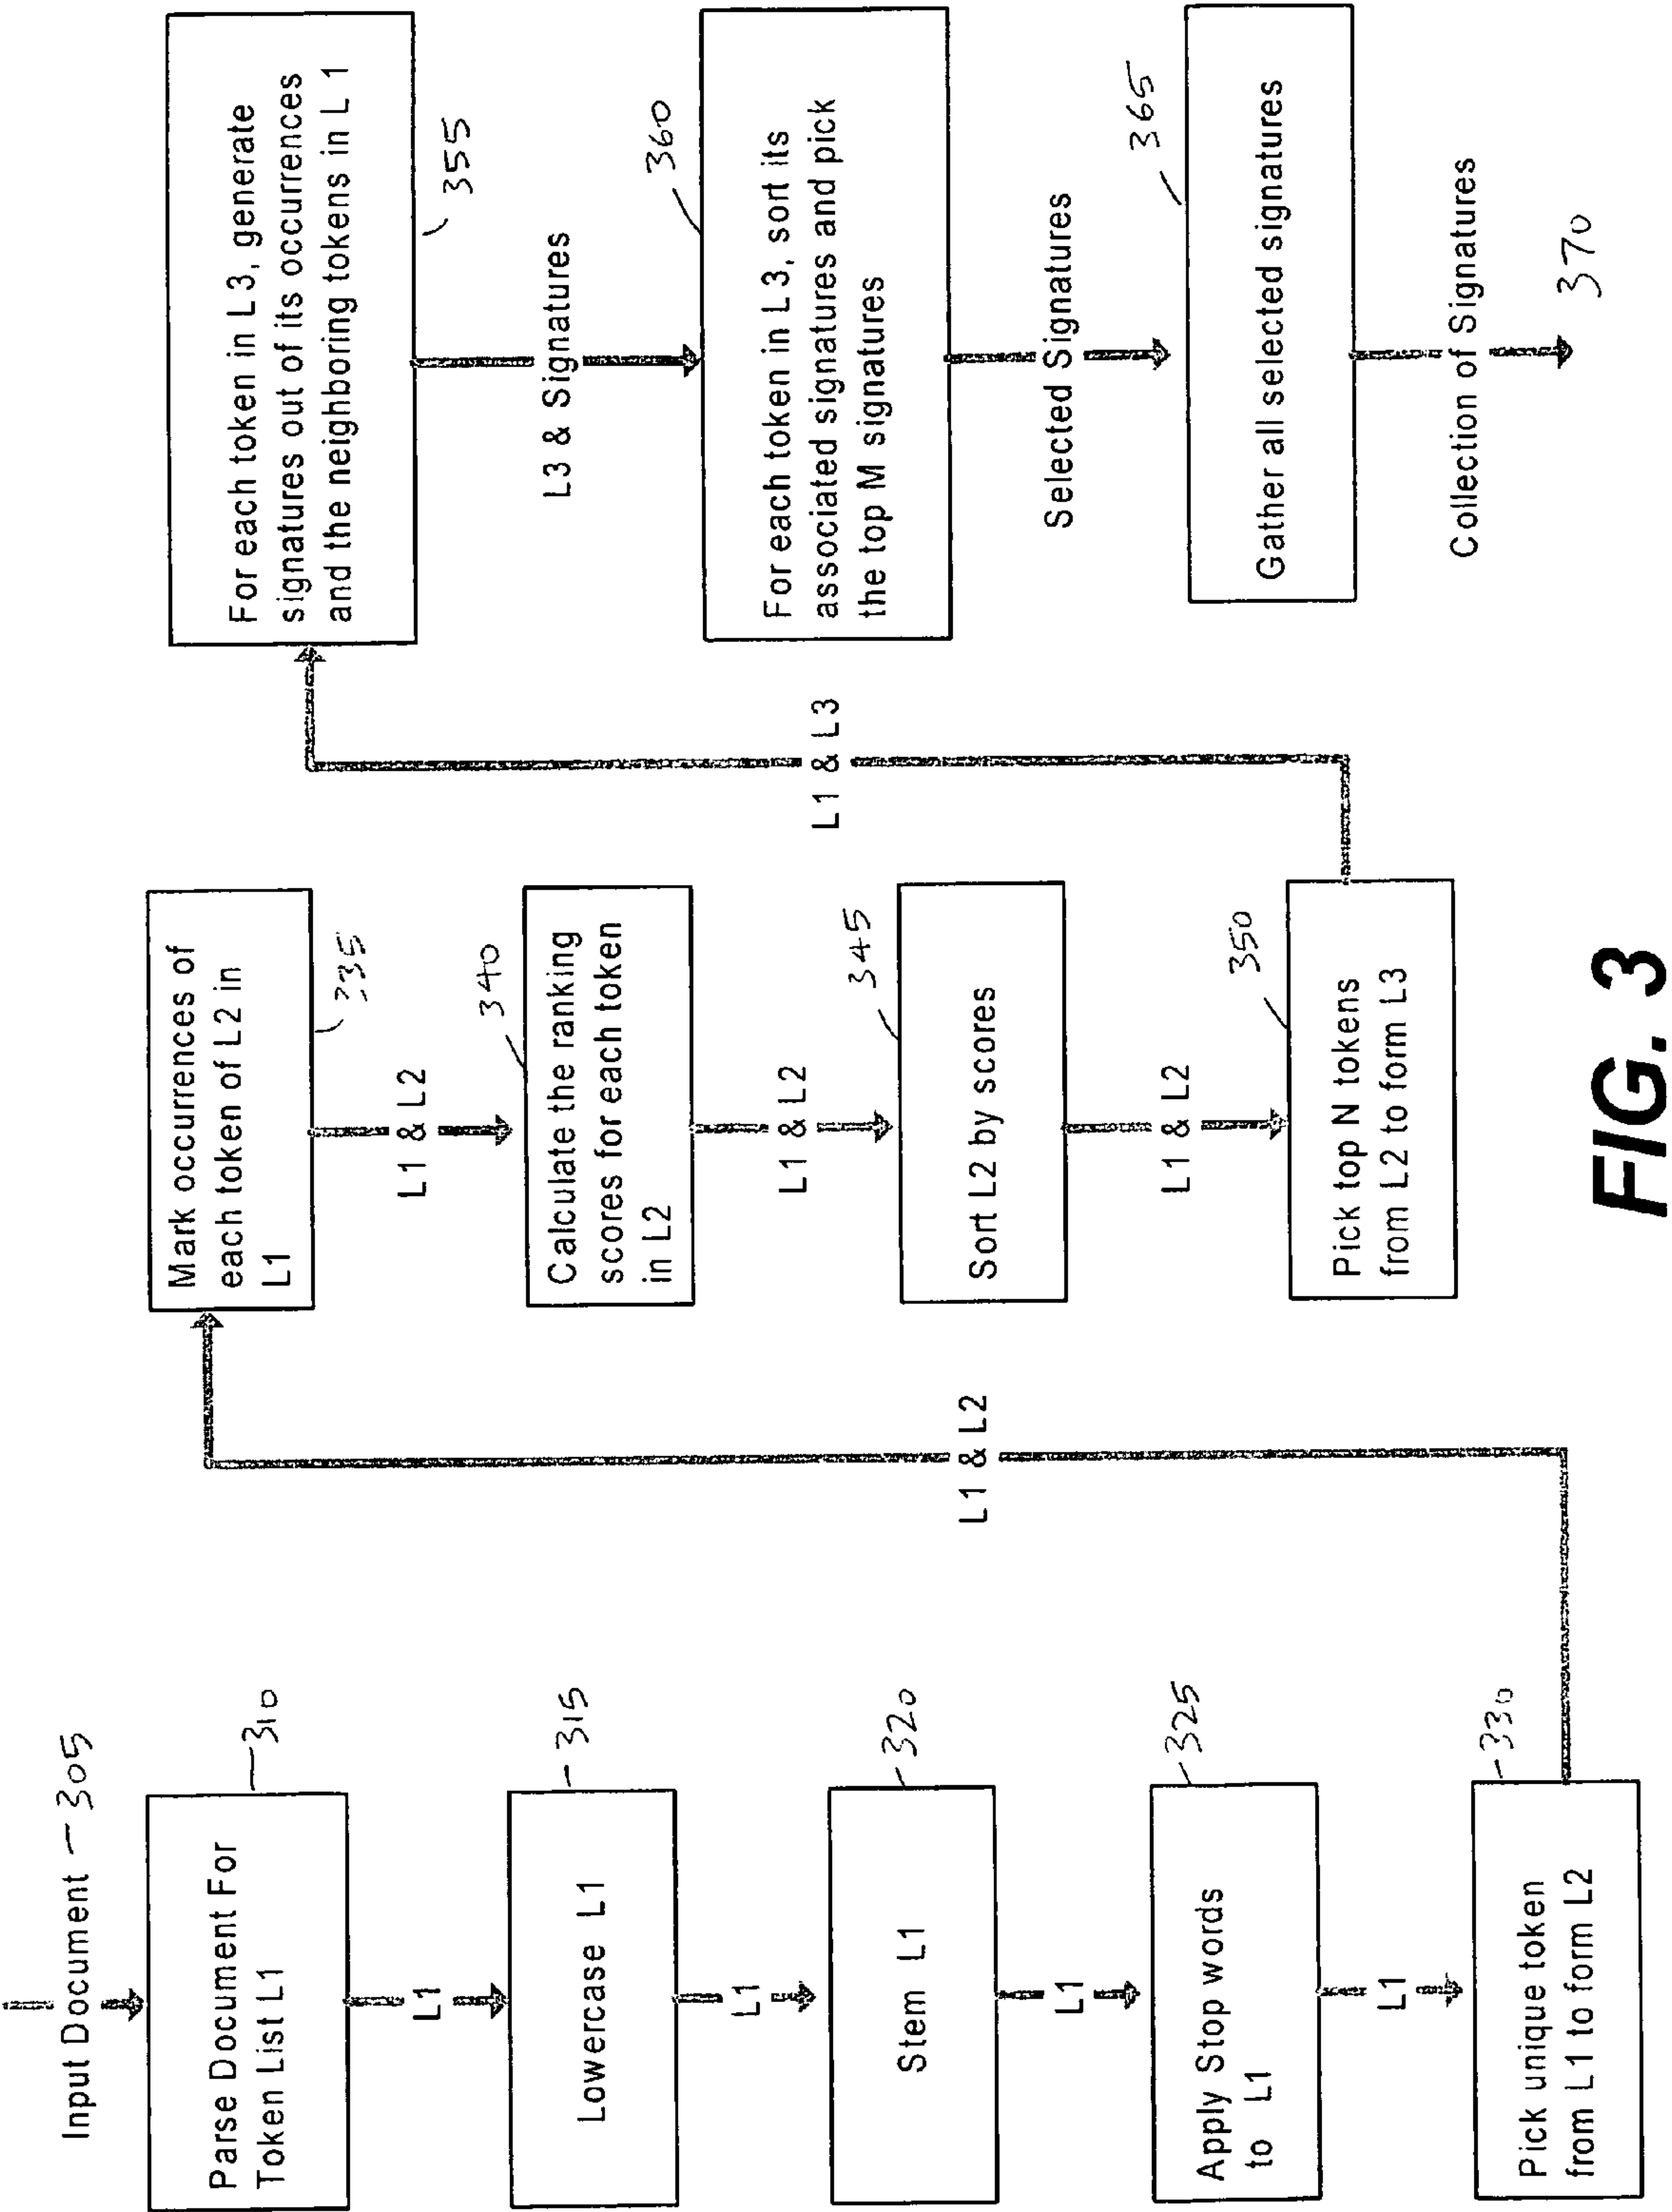 Input Document 305
Parse Document For
Token List L1
310
L1
Lowercase L1
315
L1
Stem L1
320
L1
Apply Stop words
to L1
325
L1
Pick unique token
from L1 to form L2
330
L1 & L2
Mark occurrences of
each token of L2 in
L1
335
L1 & L2
Calculate the ranking
scores for each token
in L2
340
L1 & L2
Sort L2 by scores
345
L1 & L2
Pick top N tokens
from L2 to form L3
350
L1 & L3
For each token in L3, generate
signatures out of its occurrences
and the neighboring tokens in L 1
355
L3 & Signatures
For each token in L3, sort its
associated signatures and pick
the top M signatures
360
Selected Signatures
Gather all selected signatures
365
Collection of Signatures
370
FIG. 3